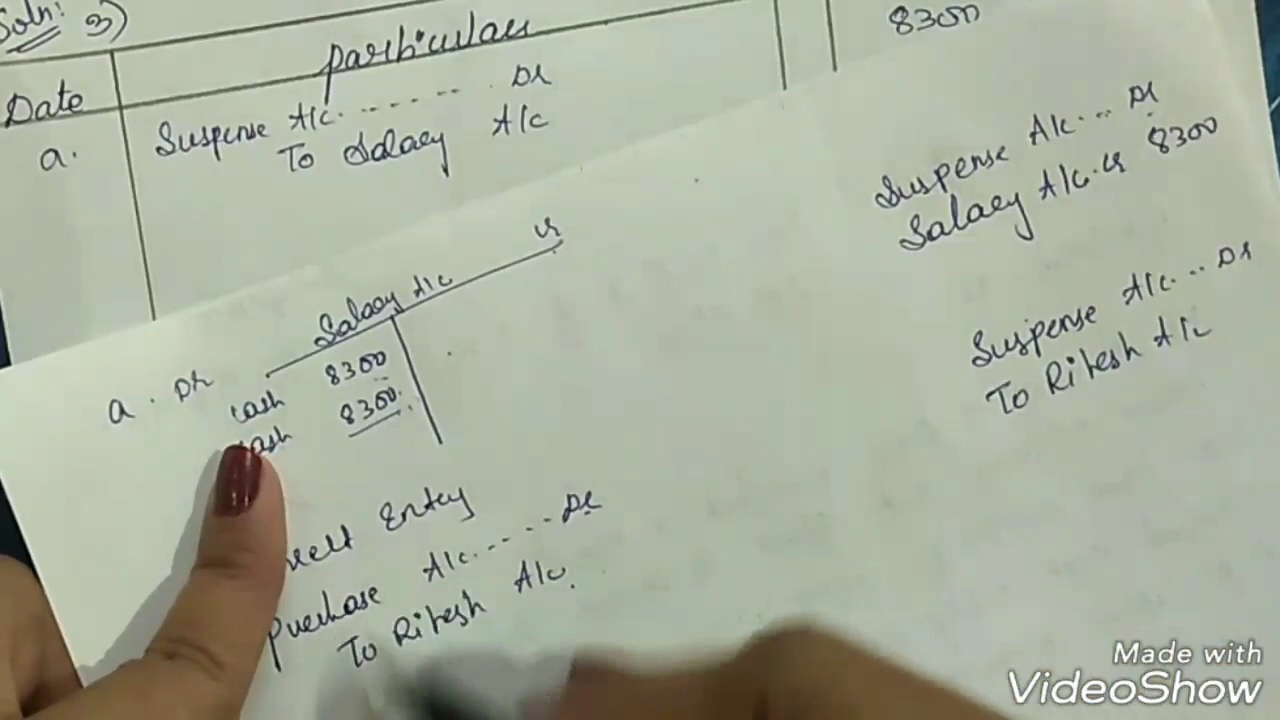 Soln: 3)
Date
particulars
8300
a.
Suspense A/c. ------- Dr
To Salary A/c
Suspense A/c... Dr
Salary A/c. Cr 8300
Suspense A/c... Dr
To Ritesh A/c
Cr
Salary A/c
a. Dr
cash 8300
cash 8300
Entry
Purchase A/c...... Dr
To Ritesh A/c.
Made with
VideoShow